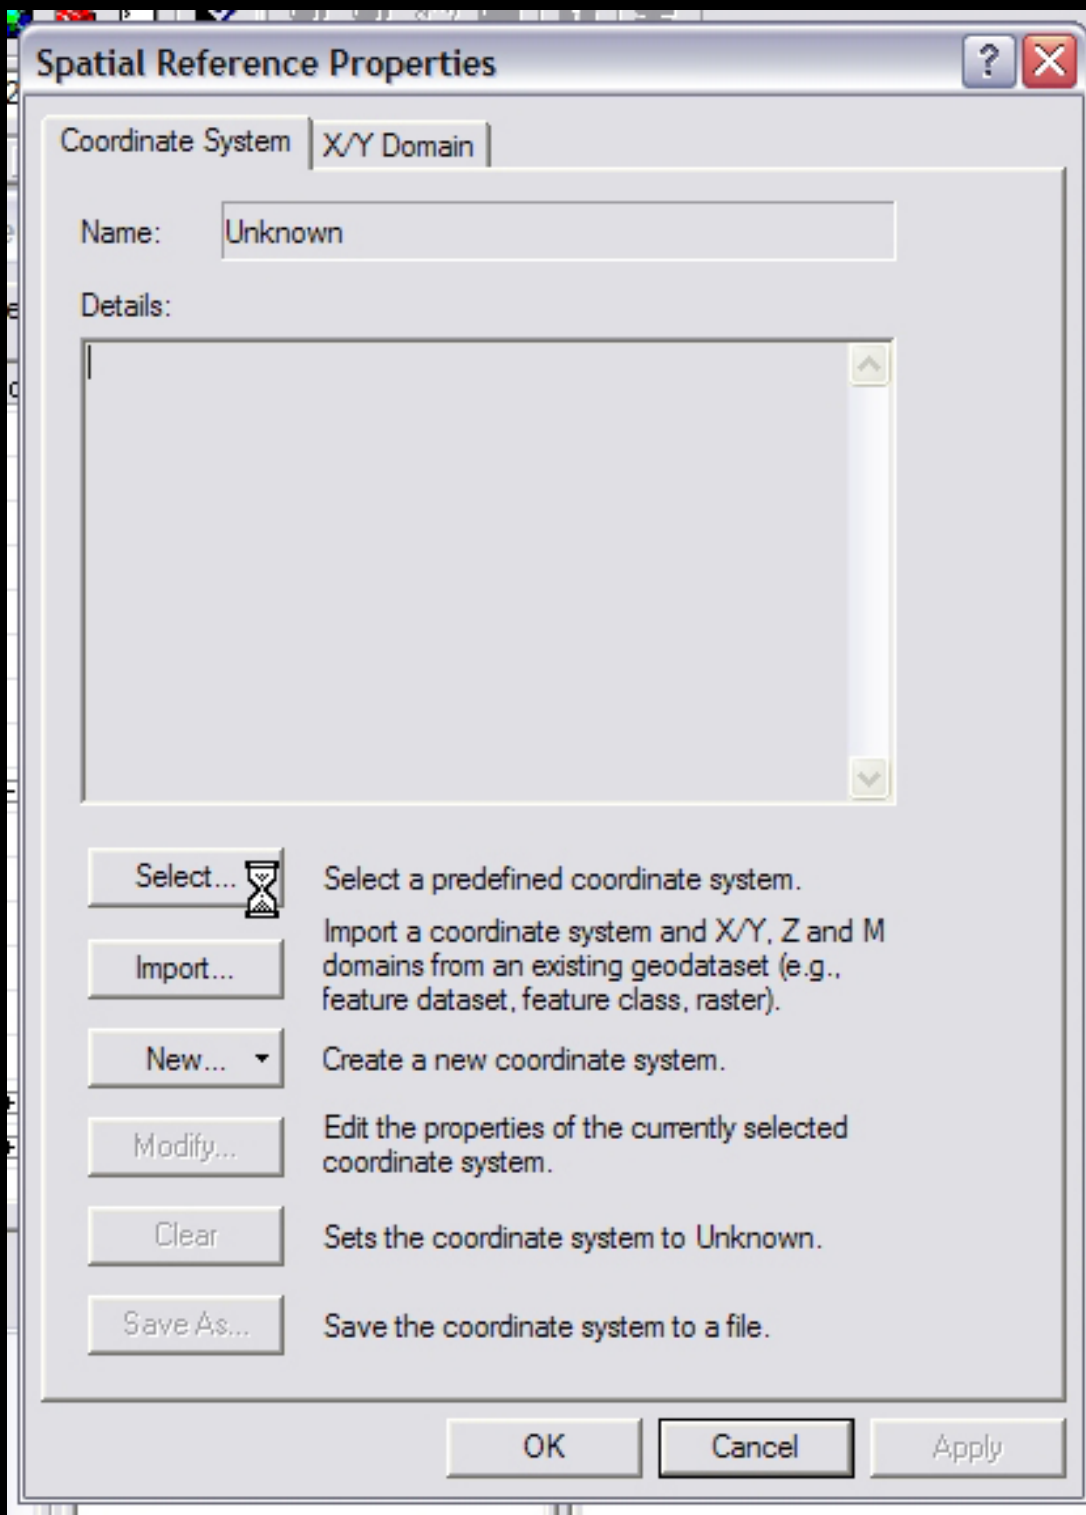 Spatial Reference Properties
Coordinate System
X/Y Domain
Name:
Unknown
Details:
Select...
Select a predefined coordinate system.
Import...
Import a coordinate system and X/Y, Z and M
domains from an existing geodataset (e.g.,
feature dataset, feature class, raster).
New...
Create a new coordinate system.
Modify...
Edit the properties of the currently selected
coordinate system.
Clear
Sets the coordinate system to Unknown.
Save As...
Save the coordinate system to a file.
OK
Cancel
Apply